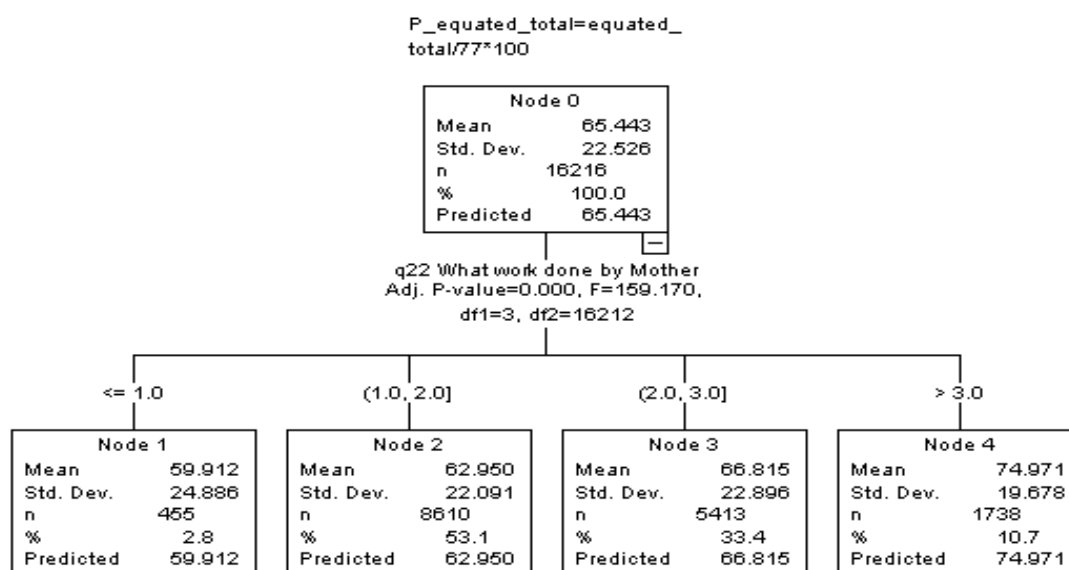 P_equated_total=equated_
total/77*100
Node 0
Mean 65.443
Std. Dev. 22.526
n 16216
% 100.0
Predicted 65.443
q22 What work done by Mother
Adj. P-value=0.000, F=159.170,
df1=3, df2=16212
<= 1.0
(1.0, 2.0]
(2.0, 3.0]
> 3.0
Node 1
Mean 59.912
Std. Dev. 24.886
n 455
% 2.8
Predicted 59.912
Node 2
Mean 62.950
Std. Dev. 22.091
n 8610
% 53.1
Predicted 62.950
Node 3
Mean 66.815
Std. Dev. 22.896
n 5413
% 33.4
Predicted 66.815
Node 4
Mean 74.971
Std. Dev. 19.678
n 1738
% 10.7
Predicted 74.971